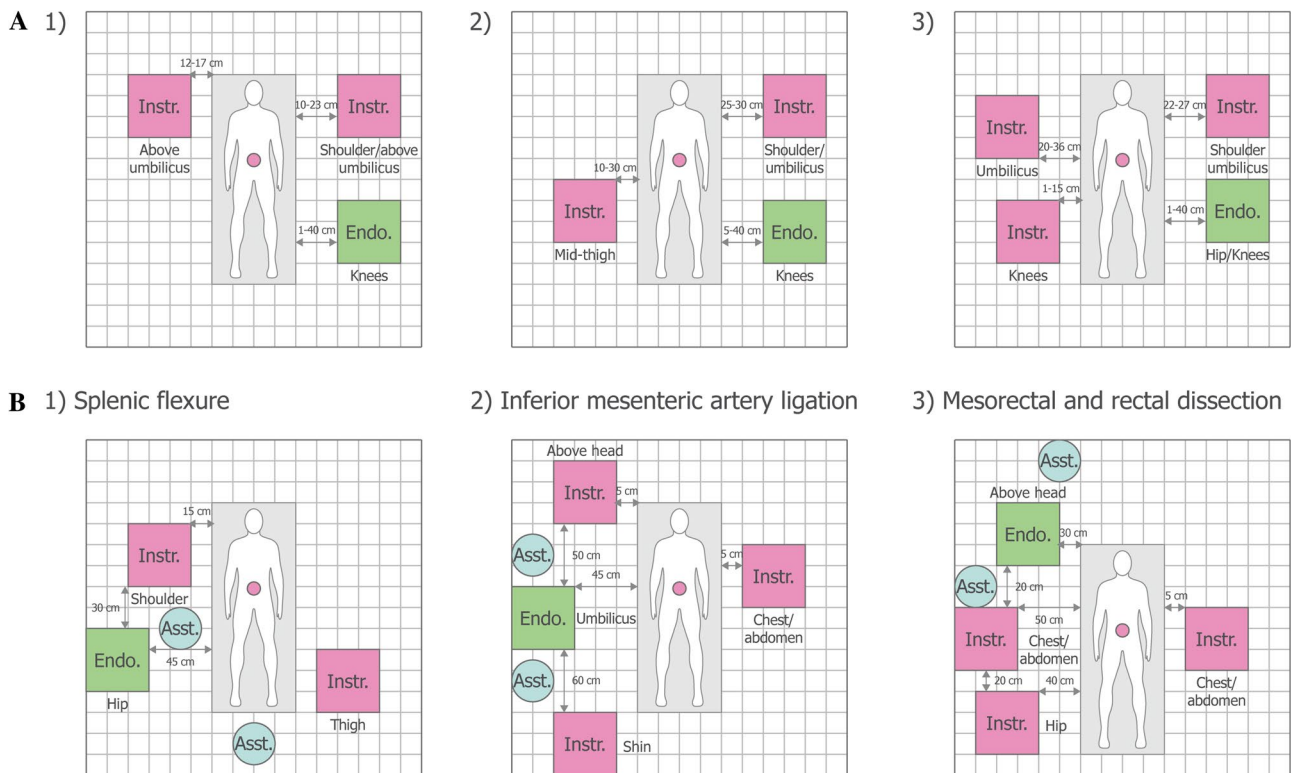 A 1)
2)
3)
12-17 cm
Instr.
Above
umbilicus
10-23 cm
Instr.
Shoulder/above
umbilicus
1-40 cm
Endo.
Knees
25-30 cm
Instr.
Shoulder/
umbilicus
10-30 cm
Instr.
Mid-thigh
5-40 cm
Endo.
Knees
Instr.
20-36 cm
Umbilicus
22-27 cm
Instr.
Shoulder
umbilicus
1-15 cm
Instr.
Knees
1-40 cm
Endo.
Hip/Knees
B 1) Splenic flexure
2) Inferior mesenteric artery ligation
3) Mesorectal and rectal dissection
15 cm
Instr.
Shoulder
30 cm
Asst.
Endo.
45 cm
Hip
Instr.
Thigh
Asst.
Above head
Instr.
5 cm
Asst.
50 cm
45 cm
Endo.
Umbilicus
5 cm
Instr.
Chest/
abdomen
Asst.
60 cm
Instr.
Shin
Asst.
Above head
Endo.
30 cm
Asst.
20 cm
50 cm
Instr.
Chest/
abdomen
5 cm
Instr.
Chest/
abdomen
20 cm
40 cm
Instr.
Hip